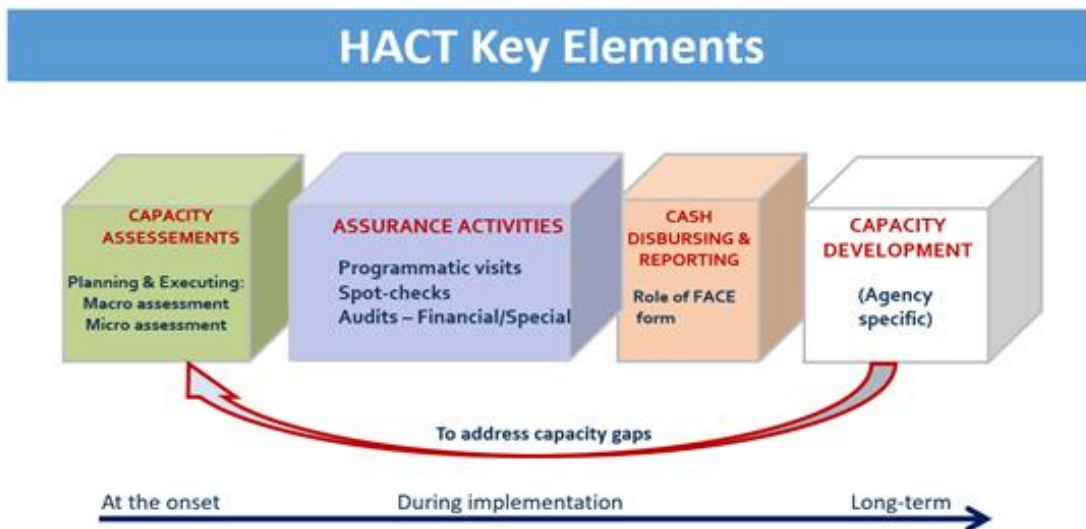 HACT Key Elements
CAPACITY
ASSESSEMENTS
Planning & Executing:
Macro assessment
Micro assessment
ASSURANCE ACTIVITIES
Programmatic visits
Spot-checks
Audits – Financial/Special
CASH
DISBURSING &
REPORTING
Role of FACE
form
CAPACITY
DEVELOPMENT
(Agency
specific)
To address capacity gaps
At the onset
During implementation
Long-term